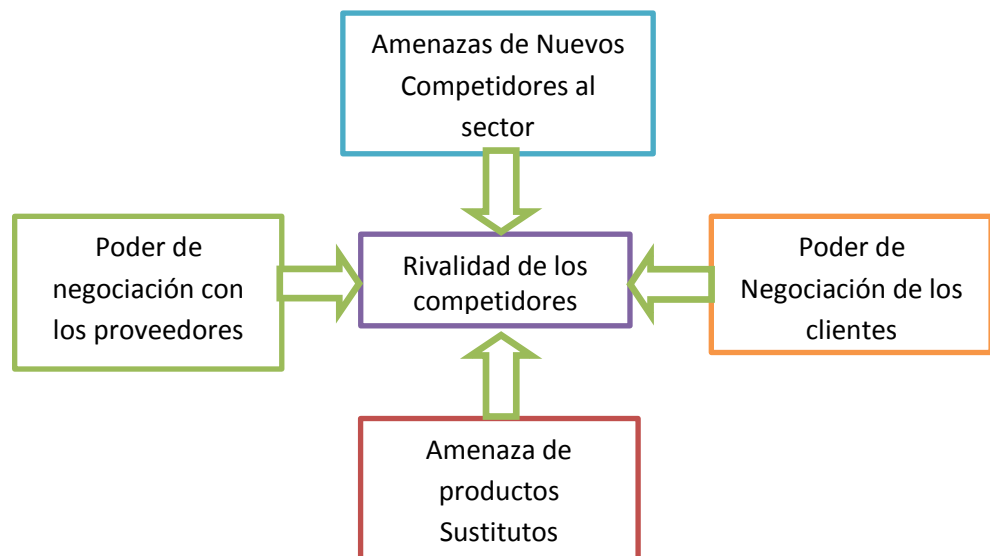 Amenazas de Nuevos
Competidores al
sector
Poder de
negociación con
los proveedores
Rivalidad de los
competidores
Poder de
Negociación de los
clientes
Amenaza de
productos
Sustitutos